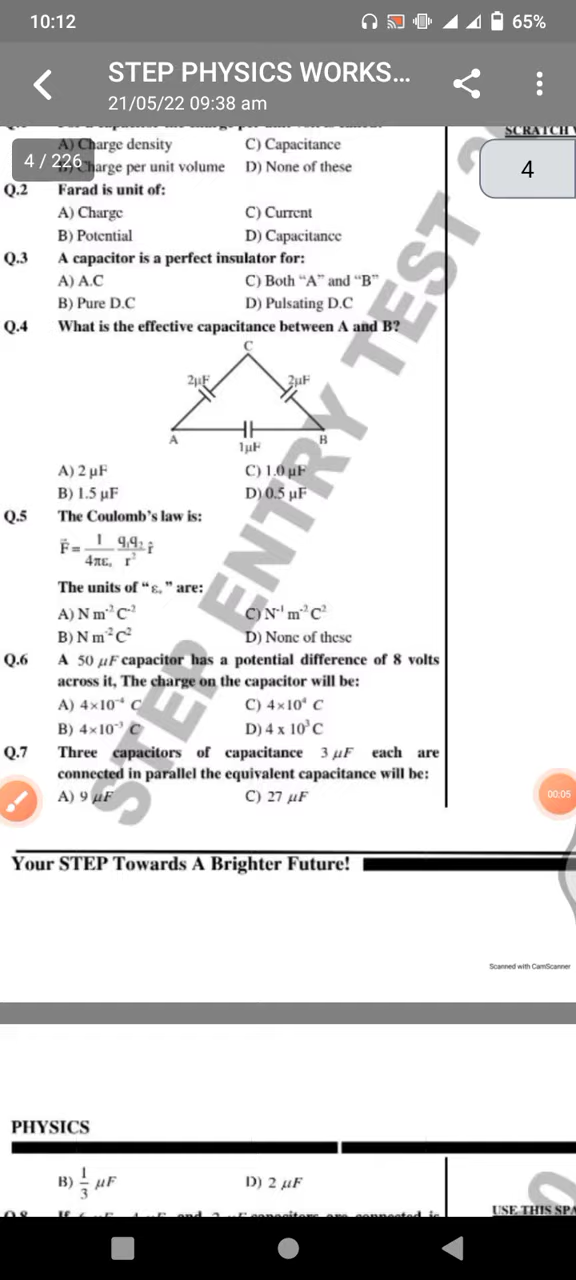 10:12
65%
STEP PHYSICS WORKS...
21/05/22 09:38 am
SCRATCH
4 / 226
4
A) Charge density C) Capacitance
Charge per unit volume D) None of these
Q.2 Farad is unit of:
A) Charge C) Current
B) Potential D) Capacitance
Q.3 A capacitor is a perfect insulator for:
A) A.C C) Both “A” and “B”
B) Pure D.C D) Pulsating D.C
Q.4 What is the effective capacitance between A and B?
C
2μF 2μF
A B
1μF
A) 2 μF C) 1.0 μF
B) 1.5 μF D) 0.5 μF
Q.5 The Coulomb’s law is:
F⃗ = 1/4πε₀ q₁q₂/r² r̂
The units of “ε₀” are:
A) N m⁻² C⁻² C) N⁻¹ m⁻² C²
B) N m⁻² C² D) None of these
Q.6 A 50 μF capacitor has a potential difference of 8 volts
across it, The charge on the capacitor will be:
A) 4×10⁻⁴ C C) 4×10⁴ C
B) 4×10⁻³ C D) 4 x 10³ C
Q.7 Three capacitors of capacitance 3 μF each are
connected in parallel the equivalent capacitance will be:
A) 9 μF C) 27 μF
00:05
STEP ENTRY TEST
Your STEP Towards A Brighter Future!
Scanned with CamScanner
PHYSICS
B) 1/3 μF D) 2 μF
USE THIS SPA